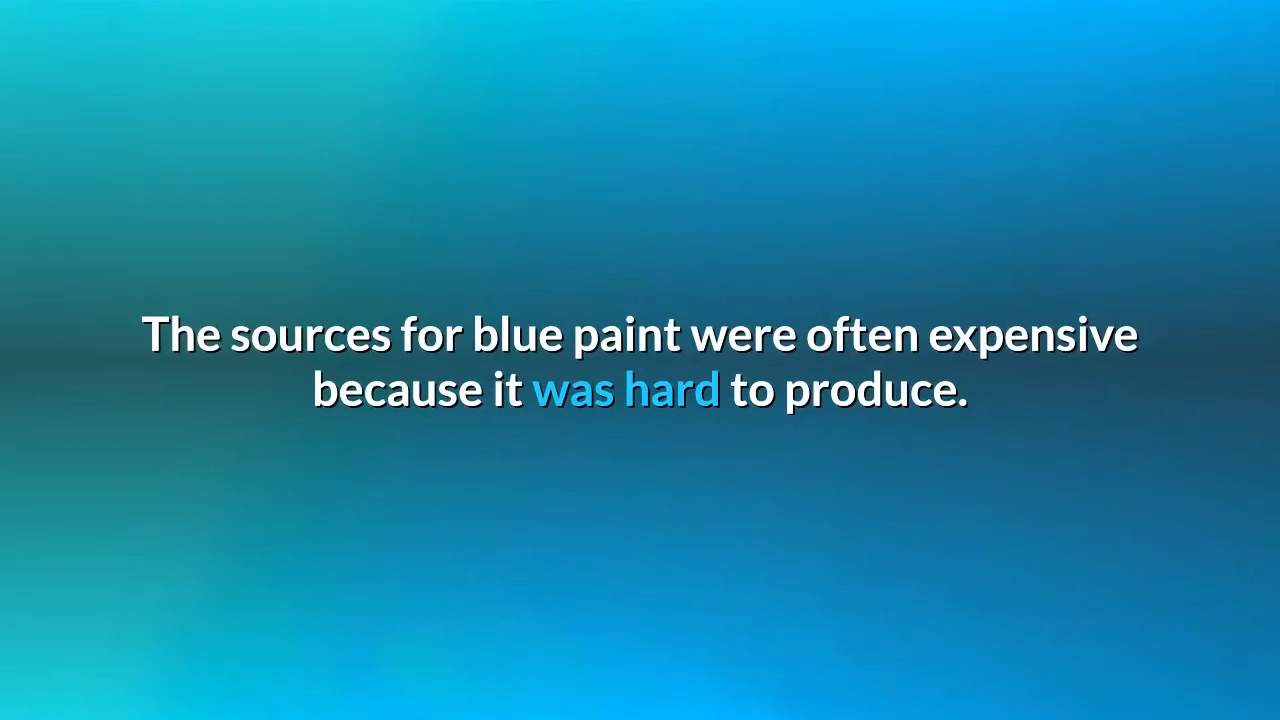 The sources for blue paint were often expensive
because it was hard to produce.